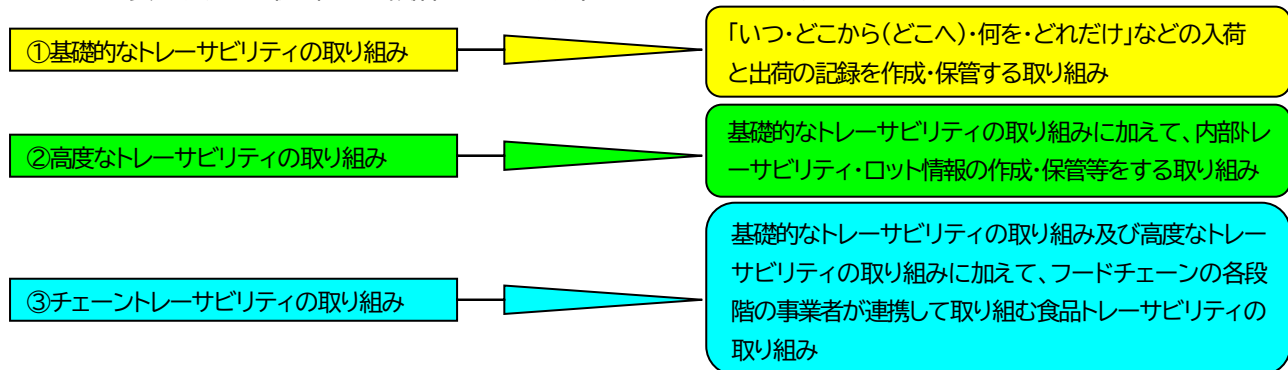 ①基礎的なトレーサビリティの取り組み
「いつ・どこから(どこへ)・何を・どれだけ」などの入荷
と出荷の記録を作成・保管する取り組み
②高度なトレーサビリティの取り組み
基礎的なトレーサビリティの取り組みに加えて、内部トレ
ーサビリティ・ロット情報の作成・保管等をする取り組み
③チェーントレーサビリティの取り組み
基礎的なトレーサビリティの取り組み及び高度なトレー
サビリティの取り組みに加えて、フードチェーンの各段
階の事業者が連携して取り組む食品トレーサビリティの
取り組み